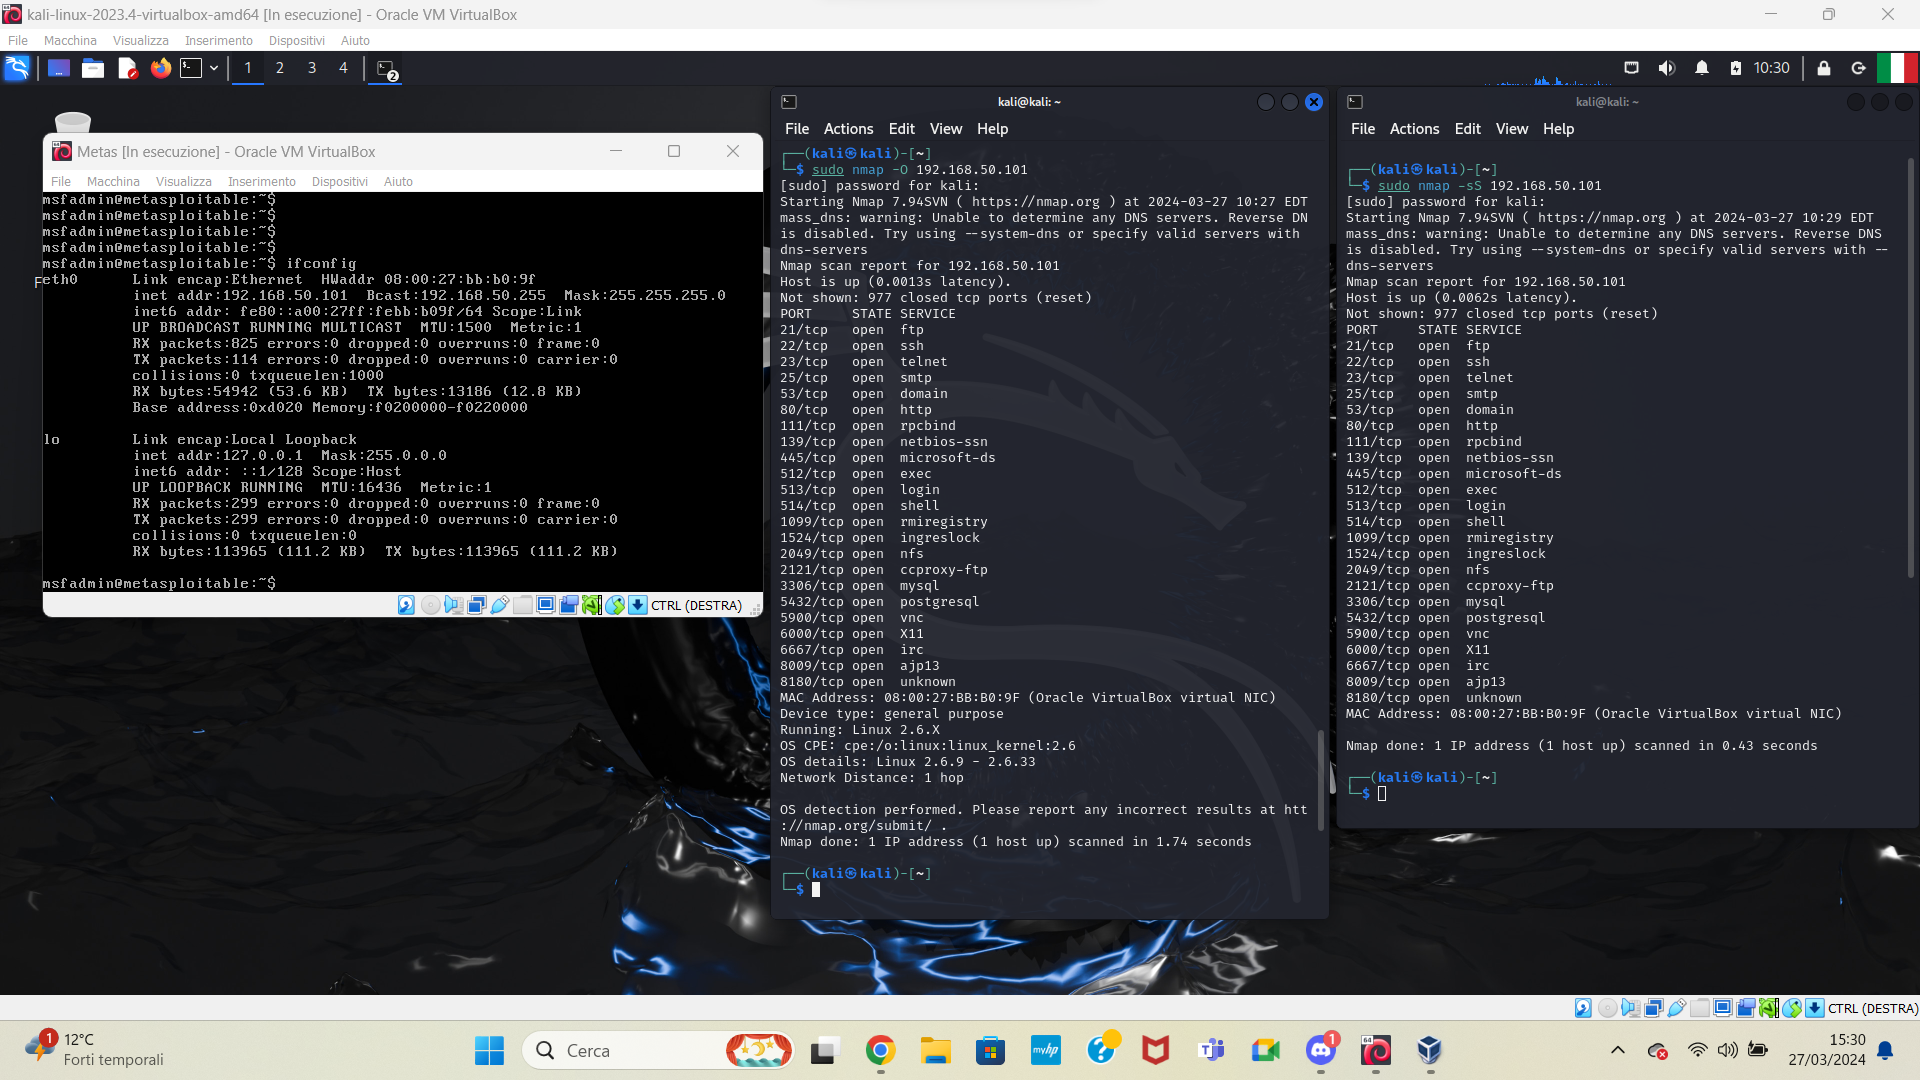 kali-linux-2023.4-virtualbox-amd64 [In esecuzione] - Oracle VM VirtualBox
File Macchina Visualizza Inserimento Dispositivi Aiuto
1 2 3 4 2 10:30
Metas [In esecuzione] - Oracle VM VirtualBox
File Macchina Visualizza Inserimento Dispositivi Aiuto
msfadmin@metasploitable:~$
msfadmin@metasploitable:~$
msfadmin@metasploitable:~$
msfadmin@metasploitable:~$
msfadmin@metasploitable:~$ ifconfig
eth0 Link encap:Ethernet HWaddr 08:00:27:bb:b0:9f
inet addr:192.168.50.101 Bcast:192.168.50.255 Mask:255.255.255.0
inet6 addr: fe80::a00:27ff:febb:b09f/64 Scope:Link
UP BROADCAST RUNNING MULTICAST MTU:1500 Metric:1
RX packets:825 errors:0 dropped:0 overruns:0 frame:0
TX packets:114 errors:0 dropped:0 overruns:0 carrier:0
collisions:0 txqueuelen:1000
RX bytes:54942 (53.6 KB) TX bytes:13186 (12.8 KB)
Base address:0xd020 Memory:f0200000-f0220000
lo Link encap:Local Loopback
inet addr:127.0.0.1 Mask:255.0.0.0
inet6 addr: ::1/128 Scope:Host
UP LOOPBACK RUNNING MTU:16436 Metric:1
RX packets:299 errors:0 dropped:0 overruns:0 frame:0
TX packets:299 errors:0 dropped:0 overruns:0 carrier:0
collisions:0 txqueuelen:0
RX bytes:113965 (111.2 KB) TX bytes:113965 (111.2 KB)
msfadmin@metasploitable:~$
CTRL (DESTRA)
F
kali@kali: ~
File Actions Edit View Help
┌──(kali㉿kali)-[~]
└─$ sudo nmap -O 192.168.50.101
[sudo] password for kali:
Starting Nmap 7.94SVN ( https://nmap.org ) at 2024-03-27 10:27 EDT
mass_dns: warning: Unable to determine any DNS servers. Reverse DN
is disabled. Try using --system-dns or specify valid servers with
dns-servers
Nmap scan report for 192.168.50.101
Host is up (0.0013s latency).
Not shown: 977 closed tcp ports (reset)
PORT STATE SERVICE
21/tcp open ftp
22/tcp open ssh
23/tcp open telnet
25/tcp open smtp
53/tcp open domain
80/tcp open http
111/tcp open rpcbind
139/tcp open netbios-ssn
445/tcp open microsoft-ds
512/tcp open exec
513/tcp open login
514/tcp open shell
1099/tcp open rmiregistry
1524/tcp open ingreslock
2049/tcp open nfs
2121/tcp open ccproxy-ftp
3306/tcp open mysql
5432/tcp open postgresql
5900/tcp open vnc
6000/tcp open X11
6667/tcp open irc
8009/tcp open ajp13
8180/tcp open unknown
MAC Address: 08:00:27:BB:B0:9F (Oracle VirtualBox virtual NIC)
Device type: general purpose
Running: Linux 2.6.X
OS CPE: cpe:/o:linux:linux_kernel:2.6
OS details: Linux 2.6.9 - 2.6.33
Network Distance: 1 hop
OS detection performed. Please report any incorrect results at htt
://nmap.org/submit/ .
Nmap done: 1 IP address (1 host up) scanned in 1.74 seconds
┌──(kali㉿kali)-[~]
└─$
kali@kali: ~
File Actions Edit View Help
┌──(kali㉿kali)-[~]
└─$ sudo nmap -sS 192.168.50.101
[sudo] password for kali:
Starting Nmap 7.94SVN ( https://nmap.org ) at 2024-03-27 10:29 EDT
mass_dns: warning: Unable to determine any DNS servers. Reverse DNS
is disabled. Try using --system-dns or specify valid servers with --
dns-servers
Nmap scan report for 192.168.50.101
Host is up (0.0062s latency).
Not shown: 977 closed tcp ports (reset)
PORT STATE SERVICE
21/tcp open ftp
22/tcp open ssh
23/tcp open telnet
25/tcp open smtp
53/tcp open domain
80/tcp open http
111/tcp open rpcbind
139/tcp open netbios-ssn
445/tcp open microsoft-ds
512/tcp open exec
513/tcp open login
514/tcp open shell
1099/tcp open rmiregistry
1524/tcp open ingreslock
2049/tcp open nfs
2121/tcp open ccproxy-ftp
3306/tcp open mysql
5432/tcp open postgresql
5900/tcp open vnc
6000/tcp open X11
6667/tcp open irc
8009/tcp open ajp13
8180/tcp open unknown
MAC Address: 08:00:27:BB:B0:9F (Oracle VirtualBox virtual NIC)
Nmap done: 1 IP address (1 host up) scanned in 0.43 seconds
┌──(kali㉿kali)-[~]
└─$
CTRL (DESTRA)
1 12°C
Forti temporali
Cerca
myhp
1
64
15:30
27/03/2024